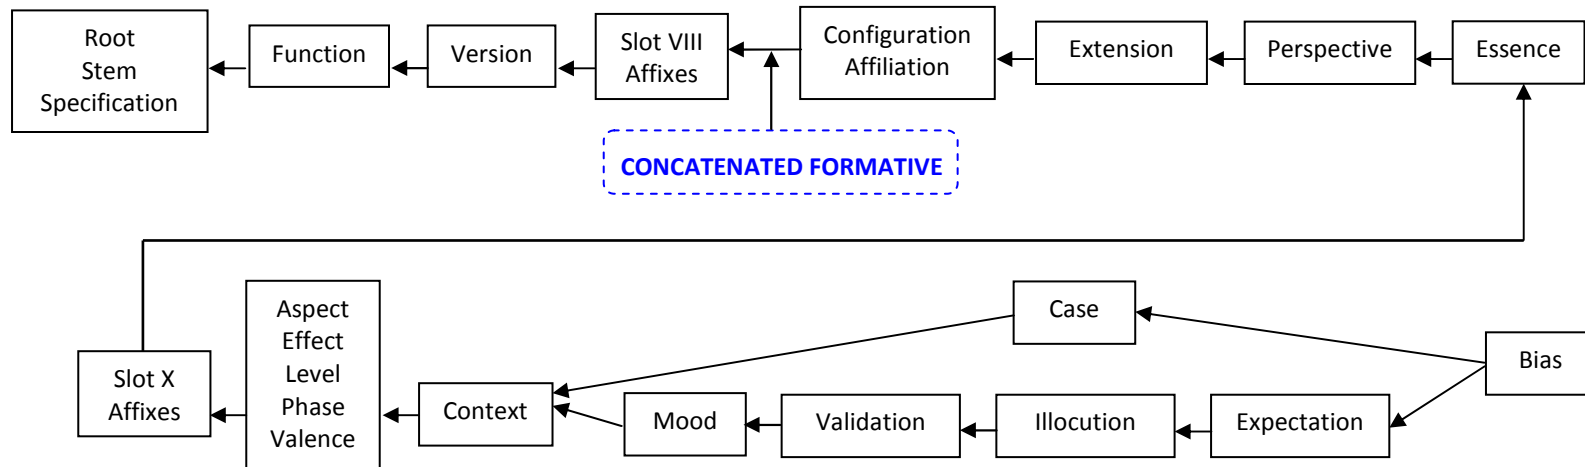 Root
Stem
Specification
Function
Version
Slot VIII
Affixes
Configuration
Affiliation
Extension
Perspective
Essence
CONCATENATED FORMATIVE
Slot X
Affixes
Aspect
Effect
Level
Phase
Valence
Context
Case
Mood
Validation
Illocution
Expectation
Bias